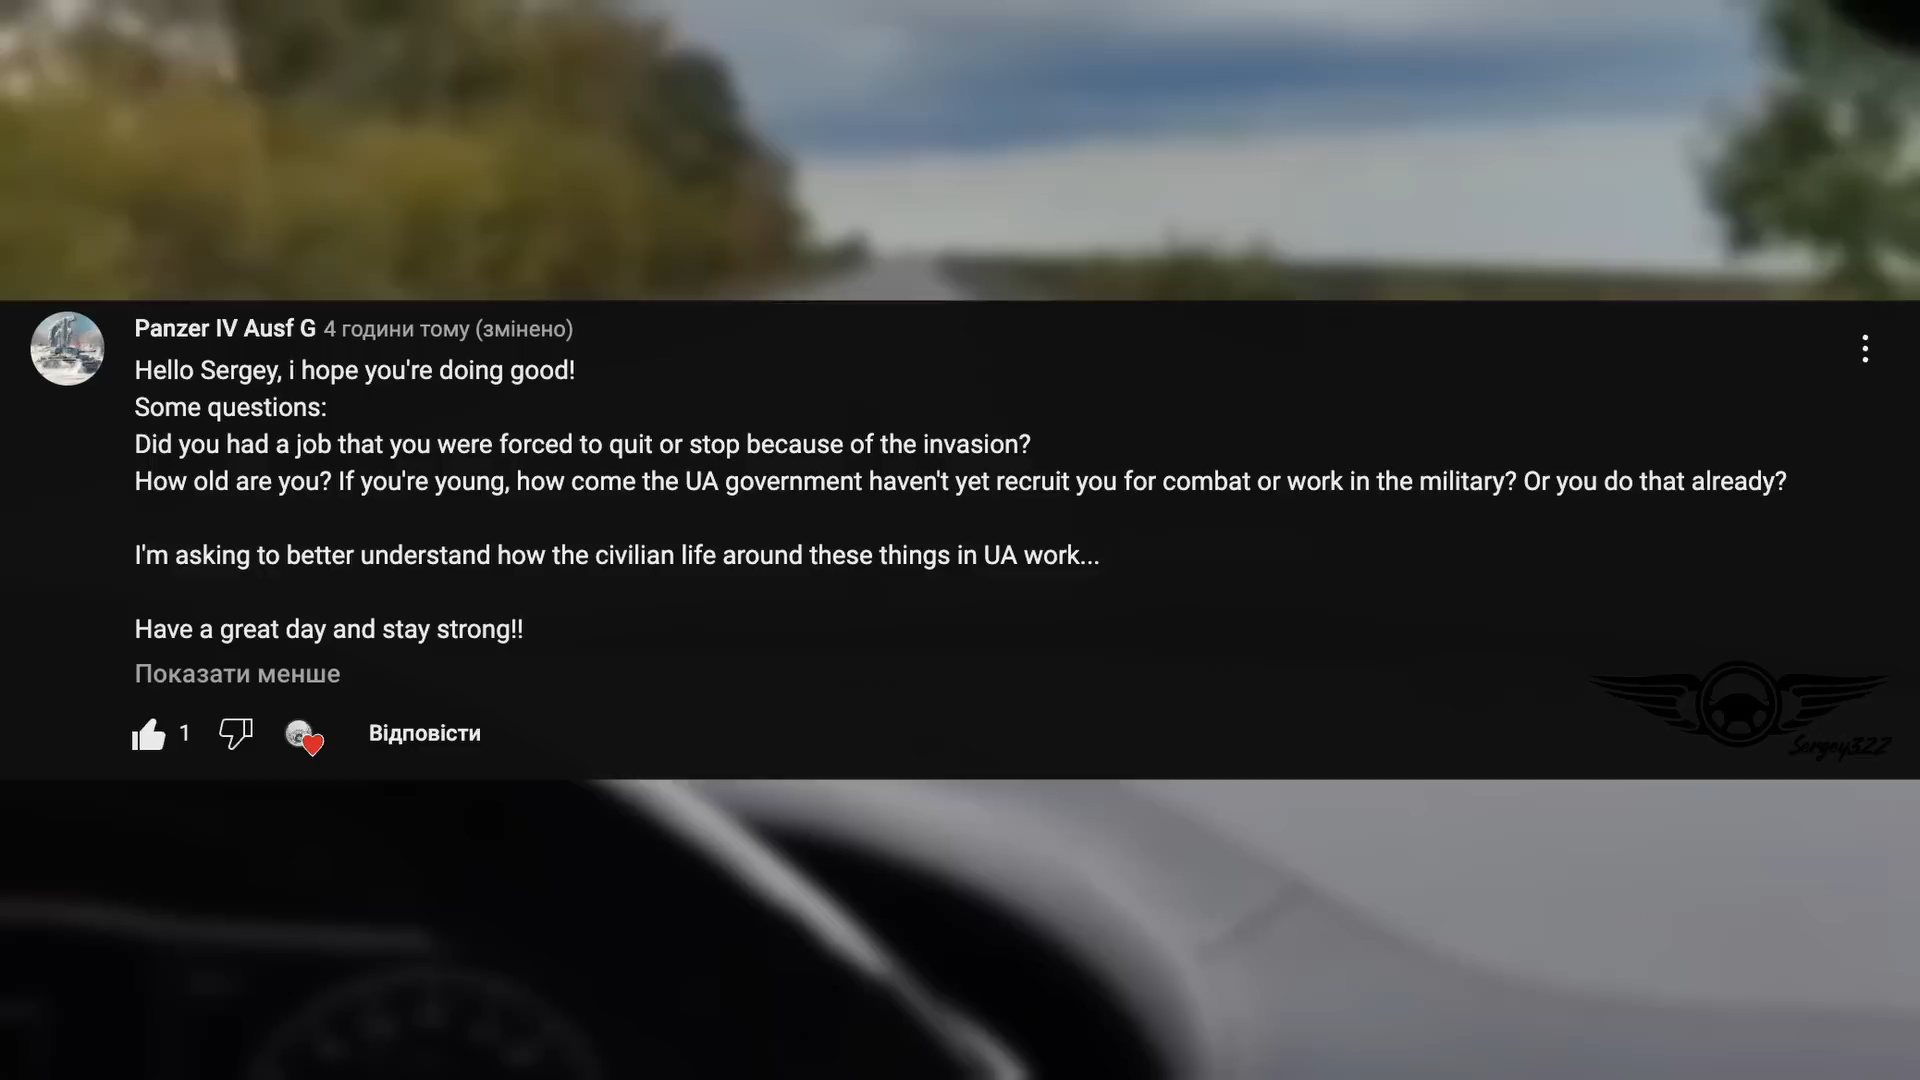 Panzer IV Ausf G 4 години тому (змінено)
Hello Sergey, i hope you're doing good!
Some questions:
Did you had a job that you were forced to quit or stop because of the invasion?
How old are you? If you're young, how come the UA government haven't yet recruit you for combat or work in the military? Or you do that already?
I'm asking to better understand how the civilian life around these things in UA work...
Have a great day and stay strong!!
Показати менше
1 Відповісти
Sergey322